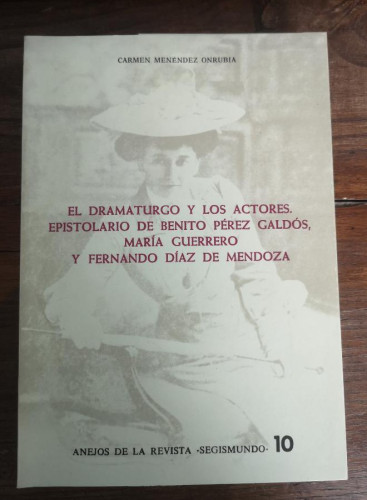 CARMEN MENENDEZ ONRUBIA
EL DRAMATURGO Y LOS ACTORES.
EPISTOLARIO DE BENITO PÉREZ GALDÓS,
MARÍA GUERRERO
Y FERNANDO DÍAZ DE MENDOZA
ANEJOS DE LA REVISTA «SEGISMUNDO» 10